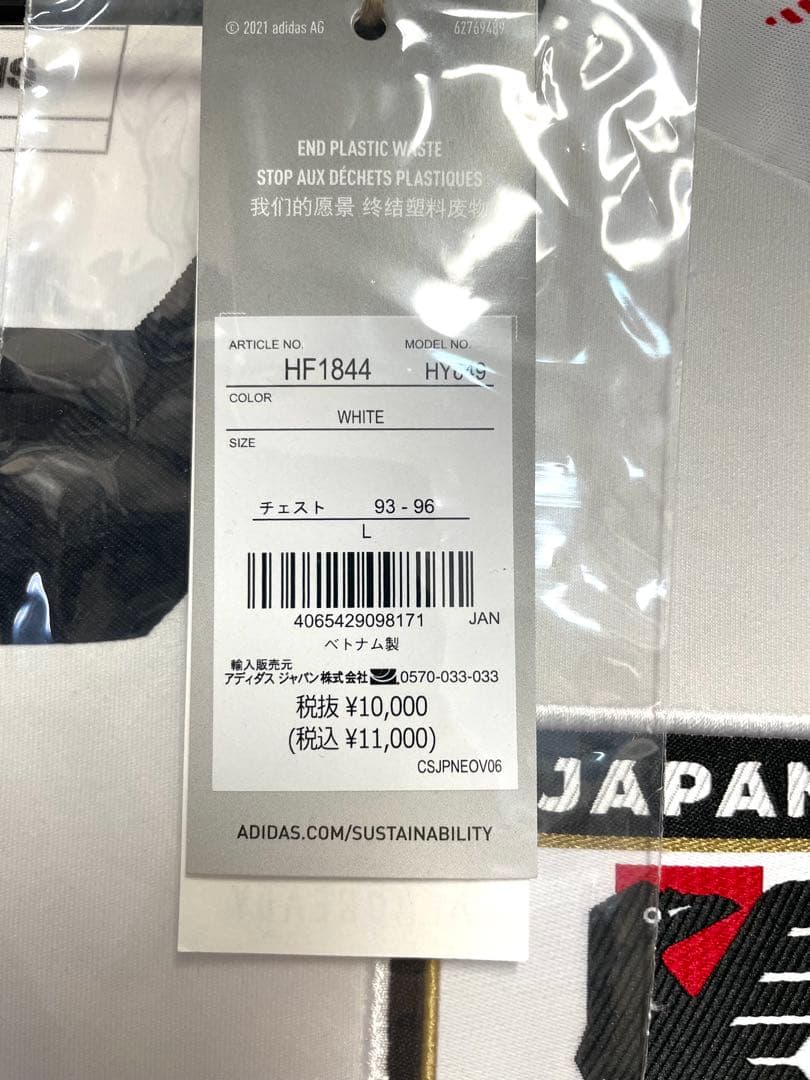 © 2021 adidas AG 62769489
END PLASTIC WASTE
STOP AUX DÉCHETS PLASTIQUES
我们的愿景 终结塑料废物
ARTICLE NO. MODEL NO.
HF1844
COLOR
WHITE
SIZE
チェスト 93 - 96
L
4065429098171 JAN
ベトナム製
輸入販売元
アディダス ジャパン株式会社 0570-033-033
税抜 ¥10,000
(税込 ¥11,000)
CSJPNEOV06
ADIDAS.COM/SUSTAINABILITY
JAPAN